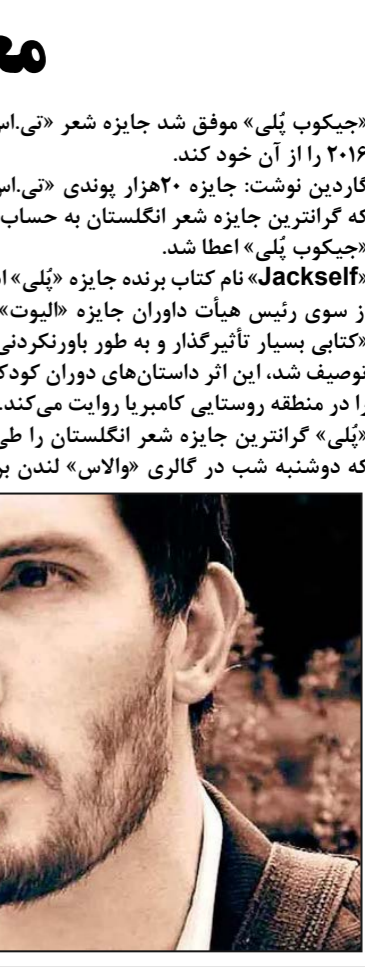 مع
«جیکوب پُلی» موفق شد جایزه شعر «تی.اس
۲۰۱۶ را از آن خود کند.
گاردین نوشت: جایزه ۲۰هزار پوندی «تی.اس
که گرانترین جایزه شعر انگلستان به حساب
«جیکوب پُلی» اعطا شد.
«Jackself» نام کتاب برنده جایزه «پُلی» ا
ز سوی رئیس هیأت داوران جایزه «الیوت»
«کتابی بسیار تأثیرگذار و به طور باورنکردنی
توصیف شد، این اثر داستان‌های دوران کودک
را در منطقه روستایی کامبریا روایت می‌کند.
«پُلی» گرانترین جایزه شعر انگلستان را طی
که دوشنبه شب در گالری «والاس» لندن بر